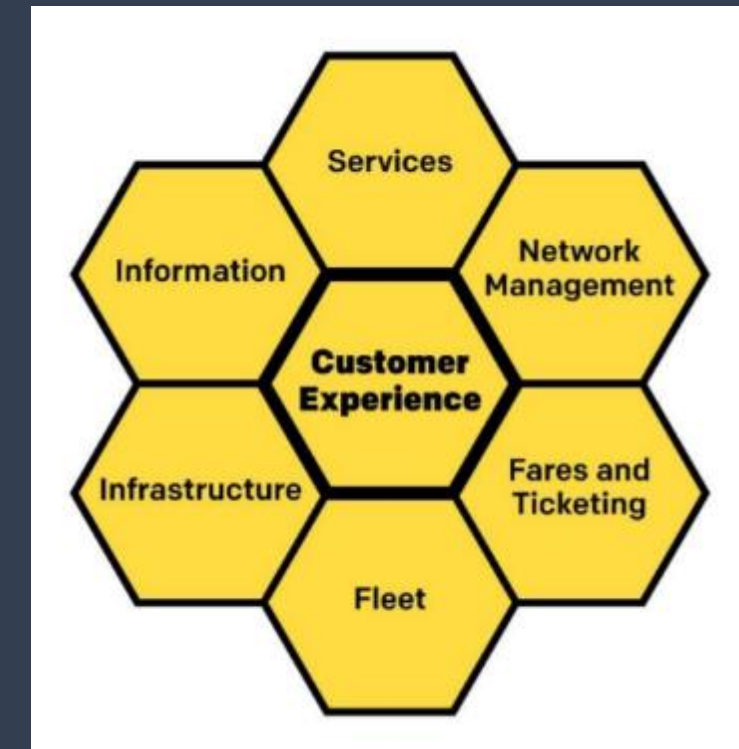 Services
Information
Network
Management
Customer
Experience
Infrastructure
Fares and
Ticketing
Fleet